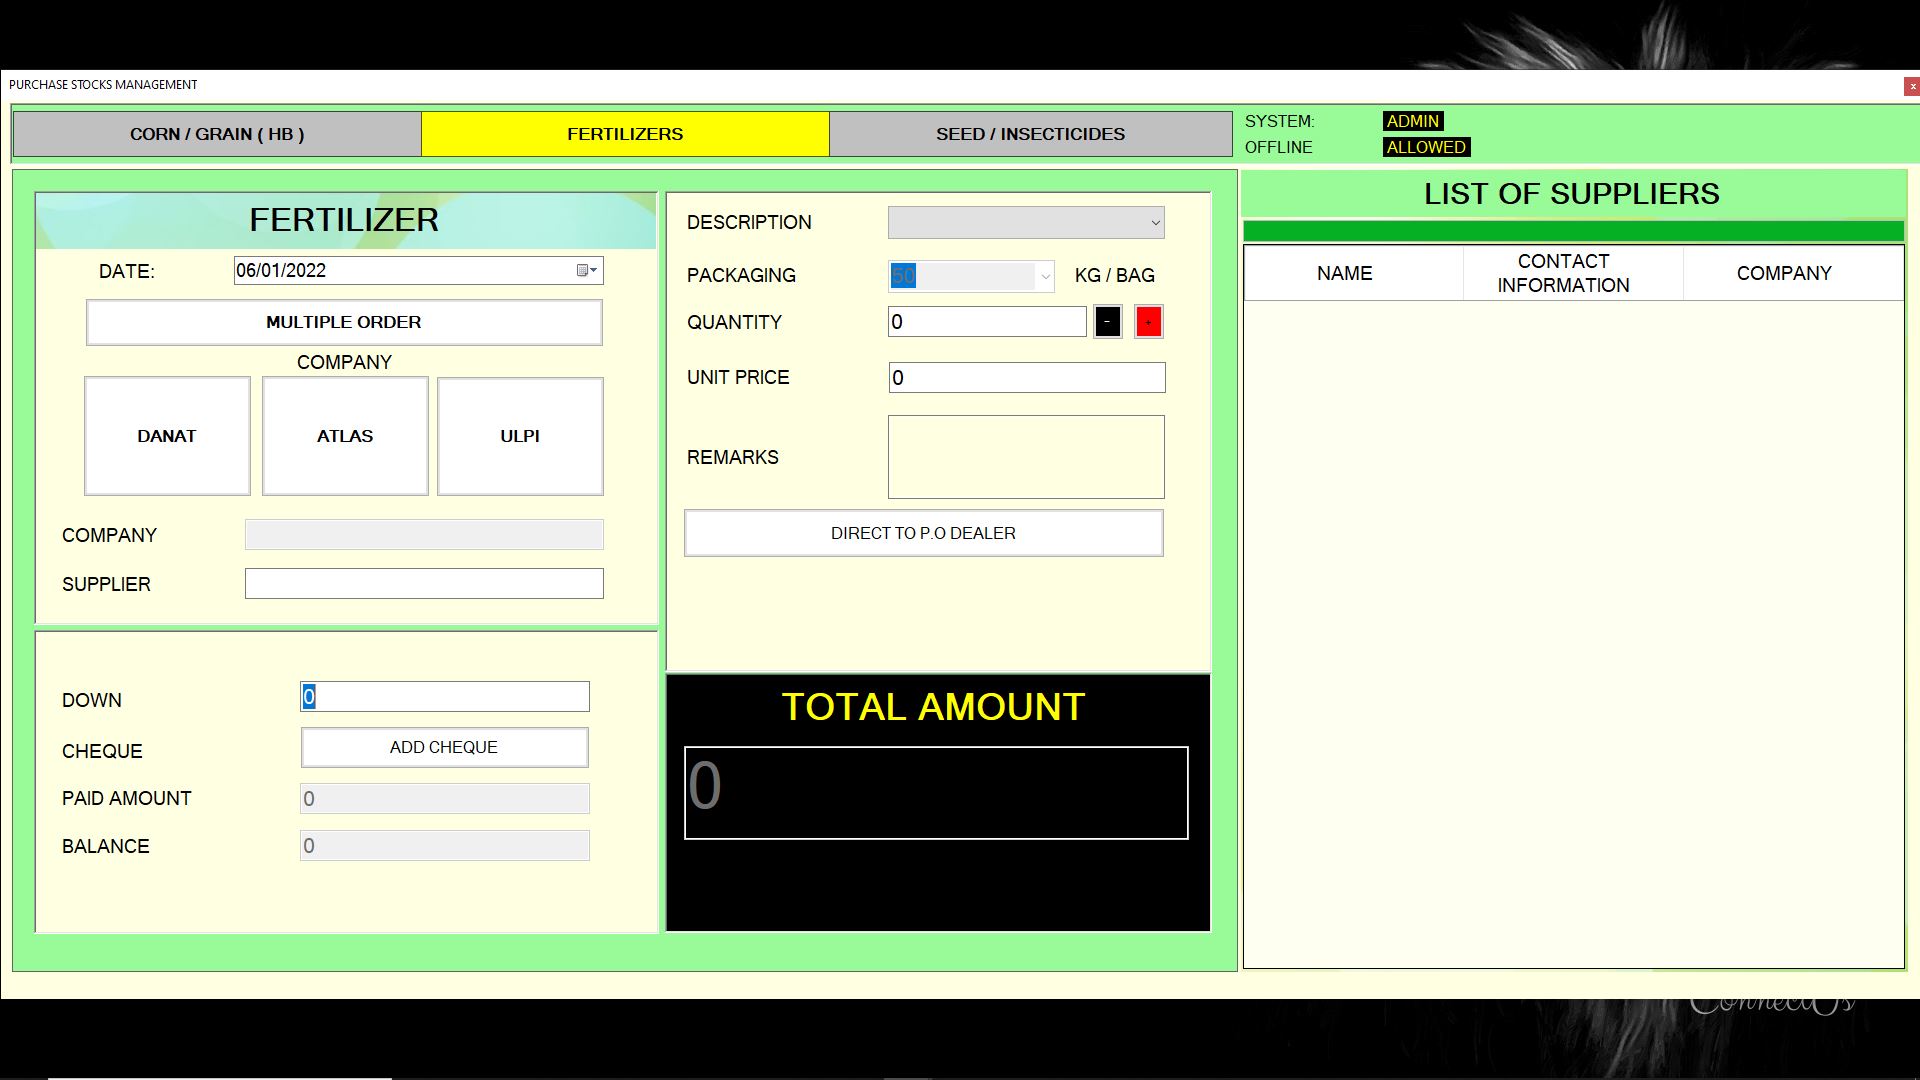 PURCHASE STOCKS MANAGEMENT
x
CORN / GRAIN ( HB )
FERTILIZERS
SEED / INSECTICIDES
SYSTEM:
ADMIN
OFFLINE
ALLOWED
FERTILIZER
DATE:
06/01/2022
MULTIPLE ORDER
COMPANY
DANAT
ATLAS
ULPI
COMPANY
SUPPLIER
DOWN
0
CHEQUE
ADD CHEQUE
PAID AMOUNT
0
BALANCE
0
DESCRIPTION
PACKAGING
50
KG / BAG
QUANTITY
0
-
+
UNIT PRICE
0
REMARKS
DIRECT TO P.O DEALER
TOTAL AMOUNT
0
LIST OF SUPPLIERS
NAME
CONTACT
INFORMATION
COMPANY
ConnectUs